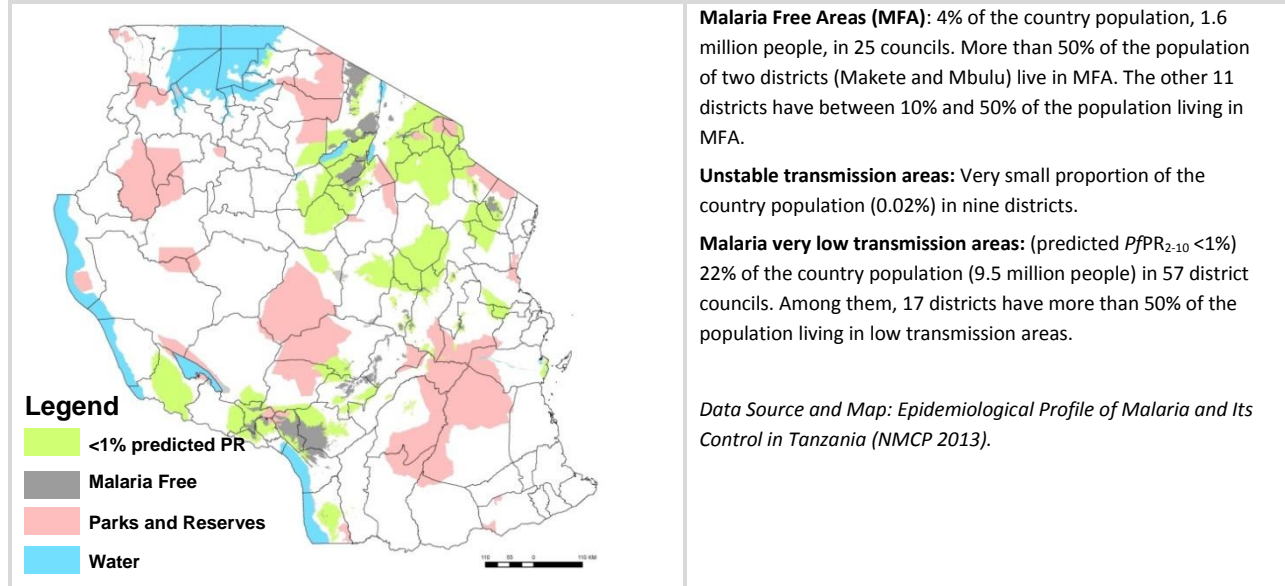 Malaria Free Areas (MFA): 4% of the country population, 1.6
million people, in 25 councils. More than 50% of the population
of two districts (Makete and Mbulu) live in MFA. The other 11
districts have between 10% and 50% of the population living in
MFA.
Unstable transmission areas: Very small proportion of the
country population (0.02%) in nine districts.
Malaria very low transmission areas: (predicted PfPR2-10 <1%)
22% of the country population (9.5 million people) in 57 district
councils. Among them, 17 districts have more than 50% of the
population living in low transmission areas.
Data Source and Map: Epidemiological Profile of Malaria and Its
Control in Tanzania (NMCP 2013).
Legend
<1% predicted PR
Malaria Free
Parks and Reserves
Water
110 55 0 110 KM